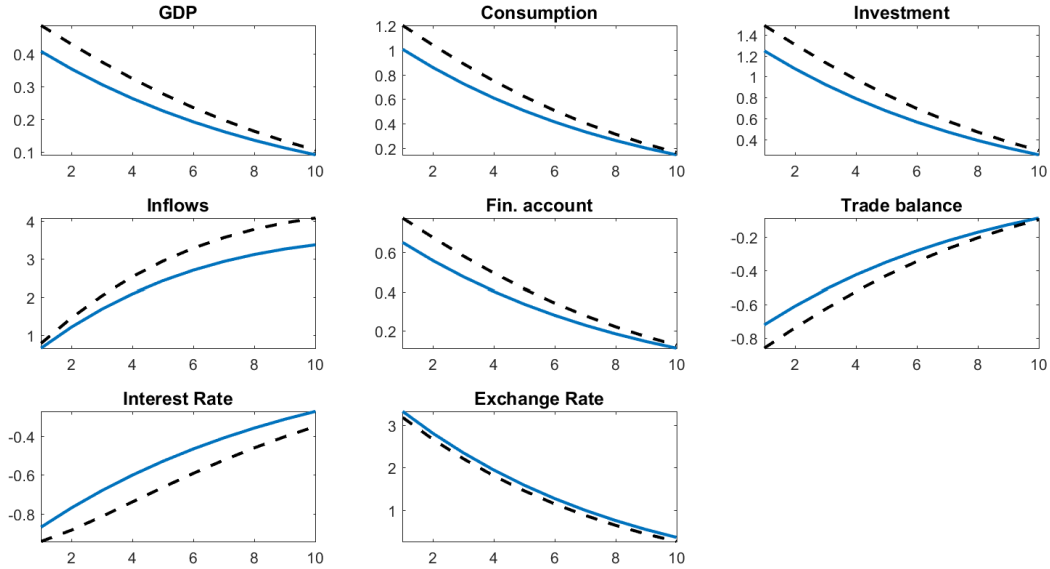 GDP
0.4
0.3
0.2
0.1
2 4 6 8 10
Consumption
1.2
1
0.8
0.6
0.4
0.2
2 4 6 8 10
Investment
1.4
1.2
1
0.8
0.6
0.4
2 4 6 8 10
Inflows
4
3
2
1
2 4 6 8 10
Fin. account
0.6
0.4
0.2
2 4 6 8 10
Trade balance
-0.2
-0.4
-0.6
-0.8
2 4 6 8 10
Interest Rate
-0.4
-0.6
-0.8
2 4 6 8 10
Exchange Rate
3
2
1
2 4 6 8 10